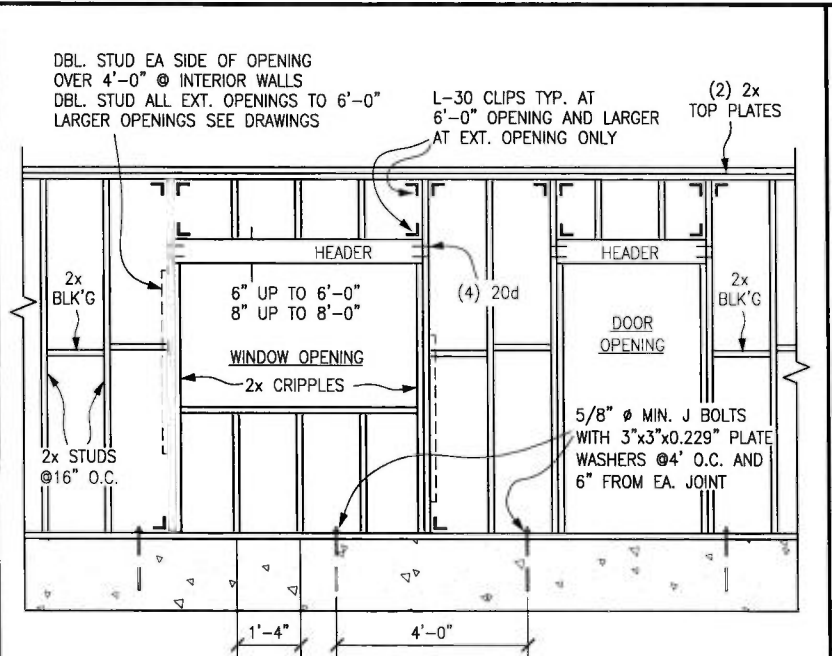 DBL. STUD EA SIDE OF OPENING
OVER 4'-0" @ INTERIOR WALLS
DBL. STUD ALL EXT. OPENINGS TO 6'-0"
LARGER OPENINGS SEE DRAWINGS
L-30 CLIPS TYP. AT
6'-0" OPENING AND LARGER
AT EXT. OPENING ONLY
(2) 2x
TOP PLATES
HEADER
HEADER
2x
BLK'G
6" UP TO 6'-0"
8" UP TO 8'-0"
(4) 20d
2x
BLK'G
DOOR
OPENING
WINDOW OPENING
2x CRIPPLES
2x STUDS
@16" O.C.
5/8" ø MIN. J BOLTS
WITH 3"x3"x0.229" PLATE
WASHERS @4' O.C. AND
6" FROM EA. JOINT
1'-4"
4'-0"